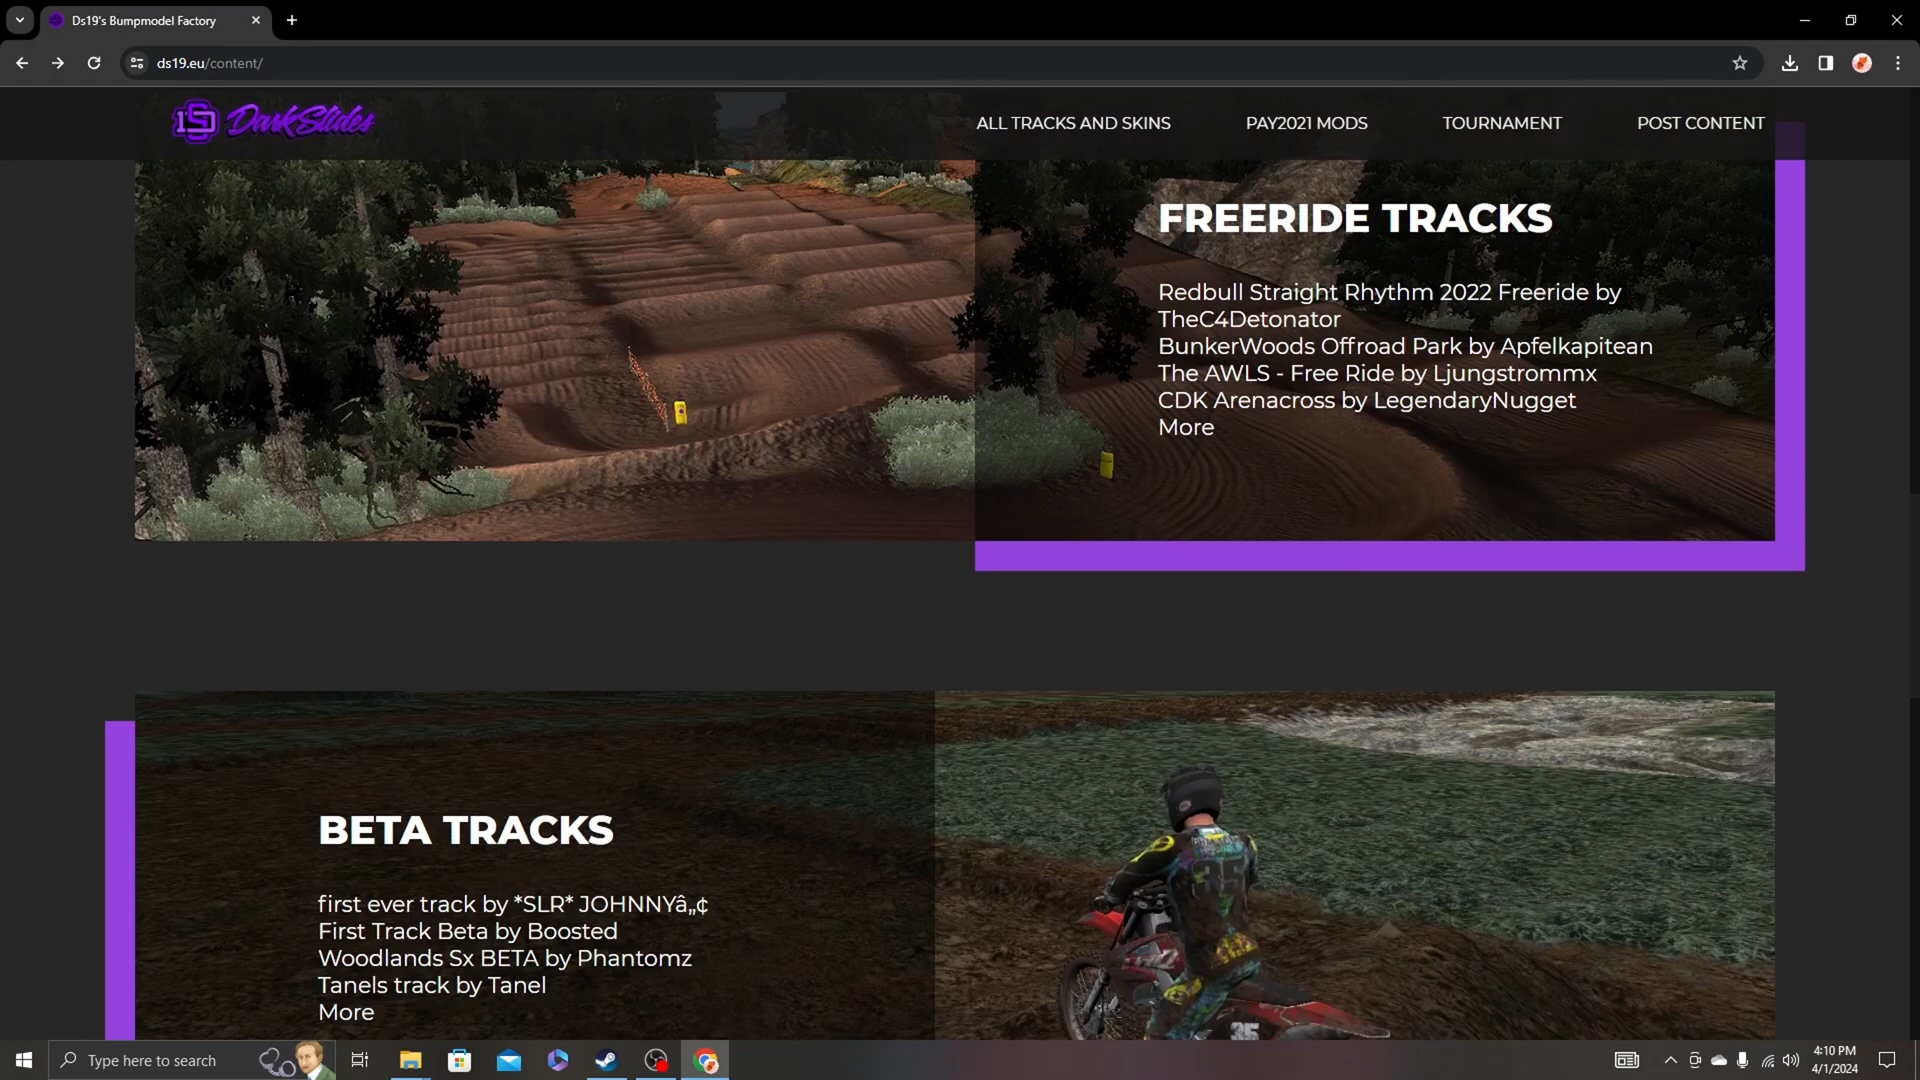 Ds19's Bumpmodel Factory
ds19.eu/content/
DarkSlides
ALL TRACKS AND SKINS
PAY2021 MODS
TOURNAMENT
POST CONTENT
FREERIDE TRACKS
Redbull Straight Rhythm 2022 Freeride by
TheC4Detonator
BunkerWoods Offroad Park by Apfelkapitean
The AWLS - Free Ride by Ljungstrommx
CDK Arenacross by LegendaryNugget
More
BETA TRACKS
first ever track by *SLR* JOHNNYâ„¢
First Track Beta by Boosted
Woodlands Sx BETA by Phantomz
Tanels track by Tanel
More
35
Type here to search
4:10 PM
4/1/2024